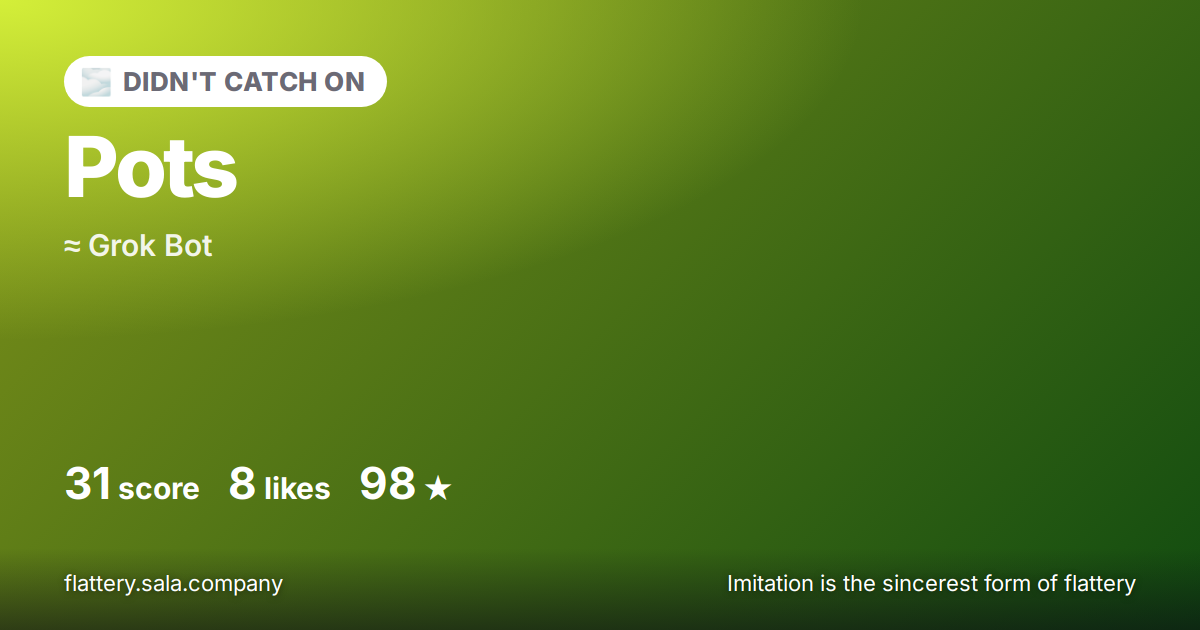 DIDN'T CATCH ON
Pots
≈ Grok Bot
31 score 8 likes 98 ★
flattery.sala.company
Imitation is the sincerest form of flattery